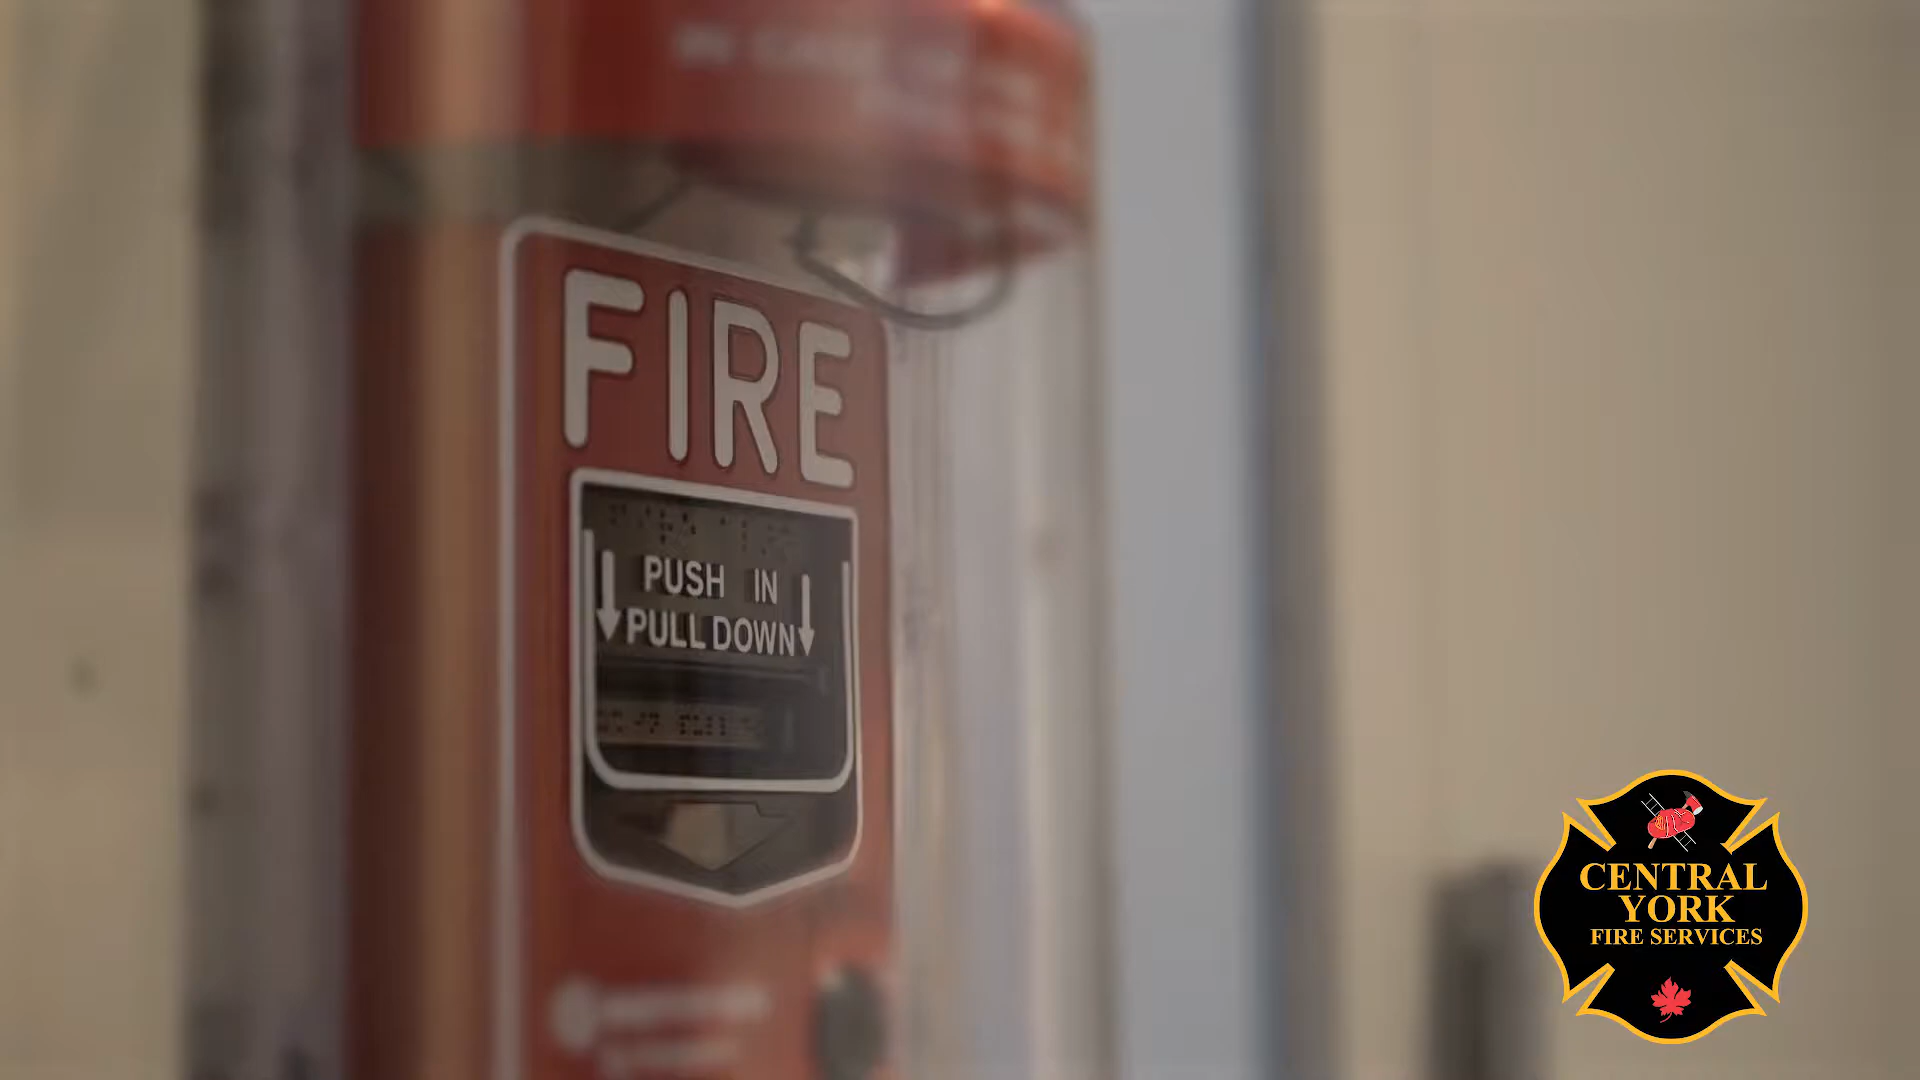 FIRE
PUSH IN
PULL DOWN
CENTRAL
YORK
FIRE SERVICES